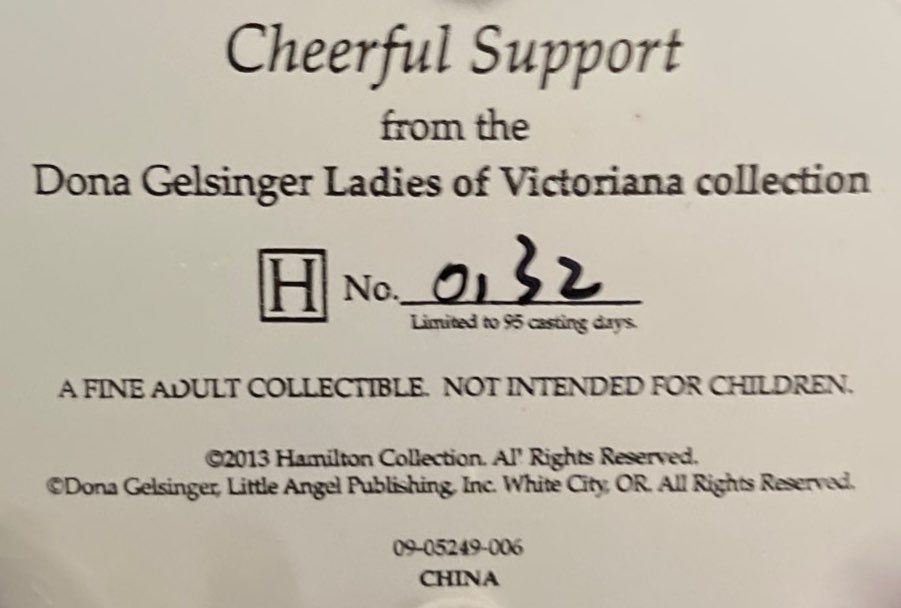 Cheerful Support
from the
Dona Gelsinger Ladies of Victoriana collection
H No. 0132
Limited to 95 casting days.
A FINE ADULT COLLECTIBLE. NOT INTENDED FOR CHILDREN.
©2013 Hamilton Collection. All Rights Reserved.
©Dona Gelsinger, Little Angel Publishing, Inc. White City, OR. All Rights Reserved.
09-05249-006
CHINA